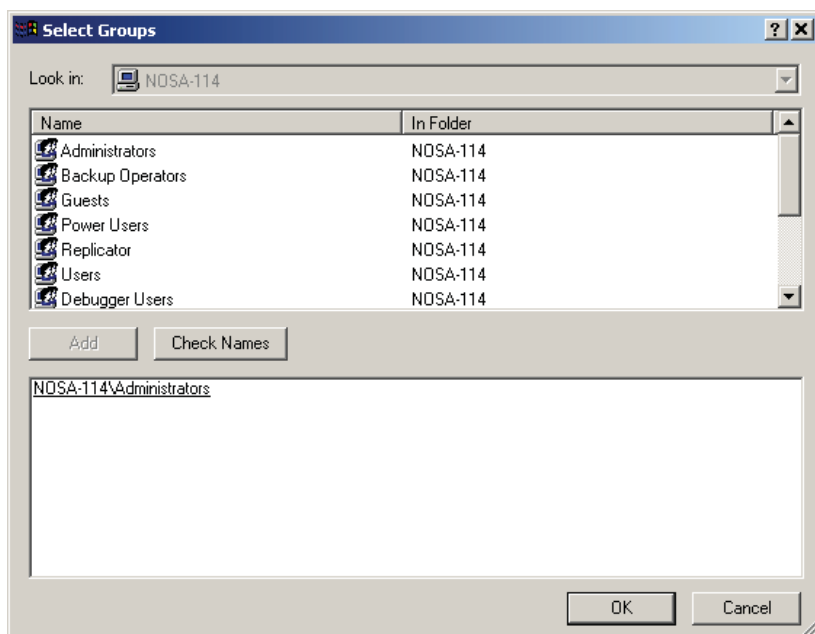 Select Groups
Look in: NOSA-114
Name In Folder
Administrators NOSA-114
Backup Operators NOSA-114
Guests NOSA-114
Power Users NOSA-114
Replicator NOSA-114
Users NOSA-114
Debugger Users NOSA-114
Add Check Names
NOSA-114\Administrators
OK Cancel